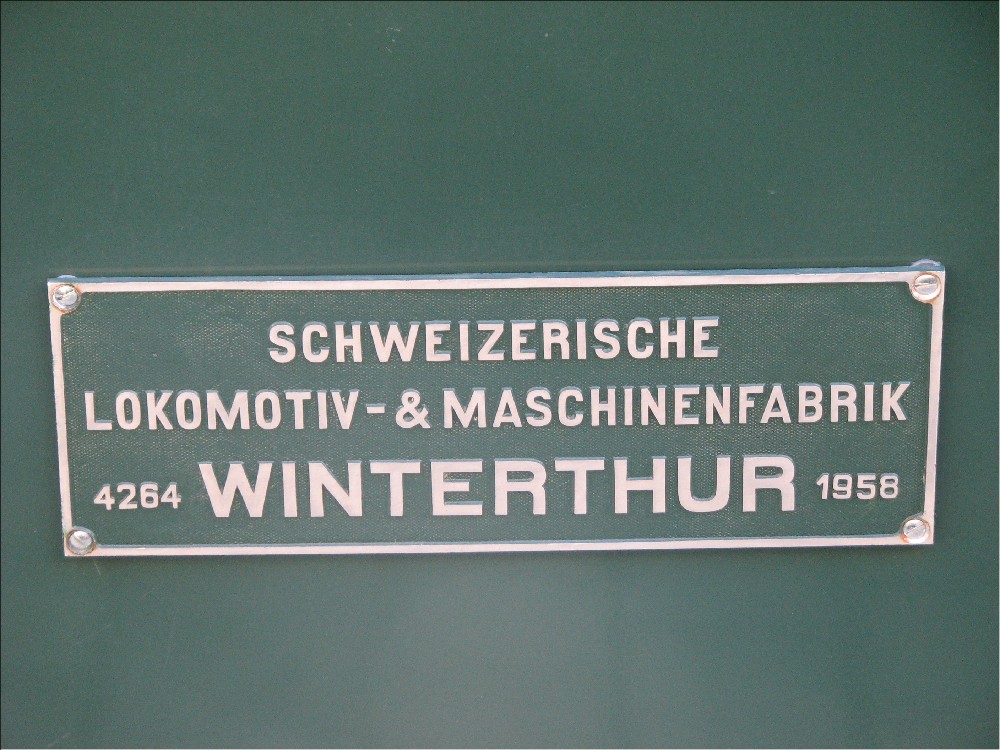 SCHWEIZERISCHE
LOKOMOTIV-& MASCHINENFABRIK
4264 WINTERTHUR 1958